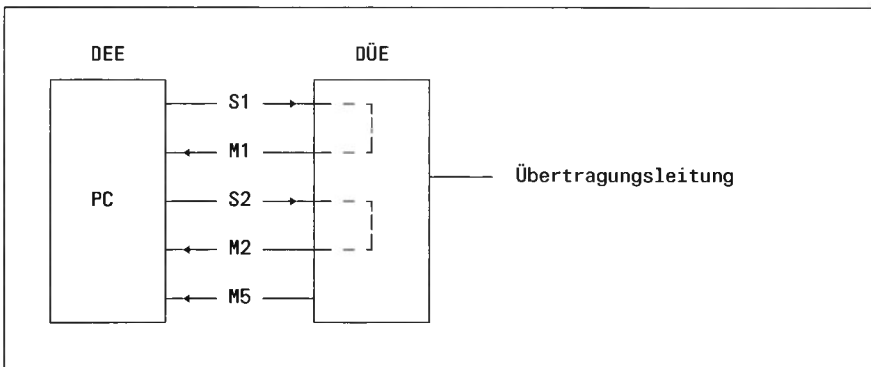 DEE DÜE
S1
M1
Übertragungsleitung
PC S2
M2
M5